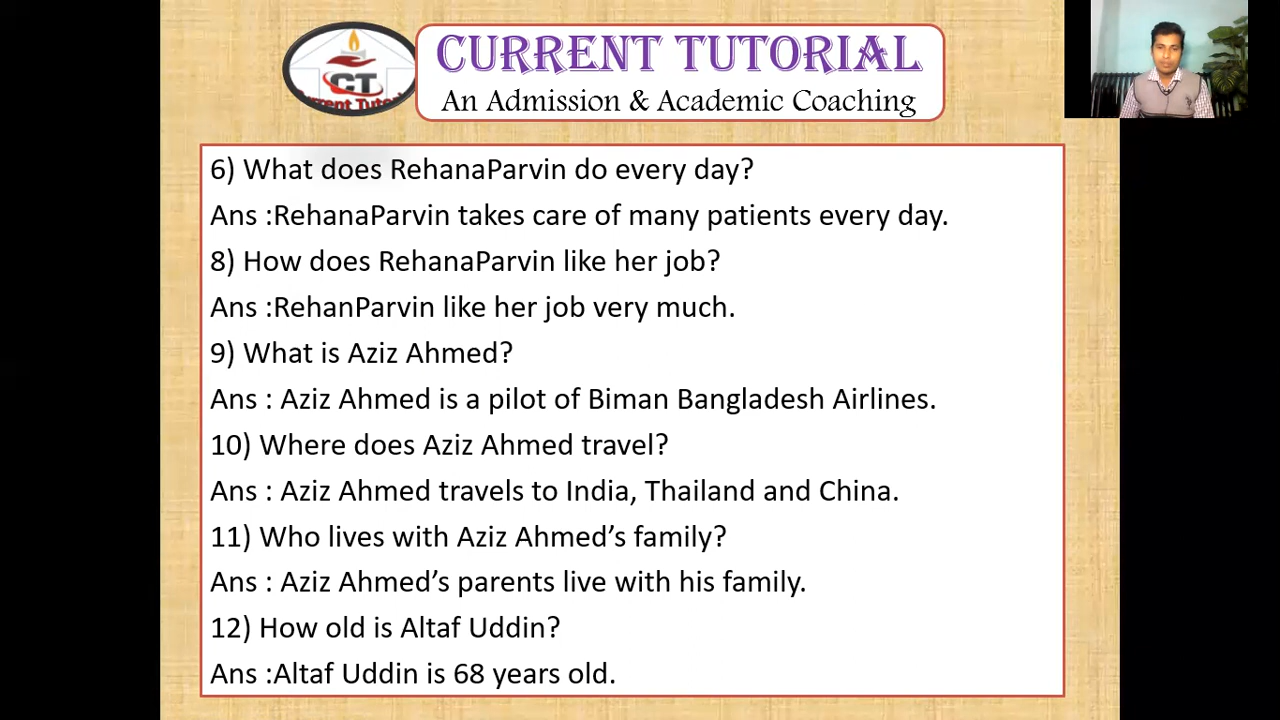 CT
Current Tutori
CURRENT TUTORIAL
An Admission & Academic Coaching
6) What does RehanaParvin do every day?
Ans :RehanaParvin takes care of many patients every day.
8) How does RehanaParvin like her job?
Ans :RehanParvin like her job very much.
9) What is Aziz Ahmed?
Ans : Aziz Ahmed is a pilot of Biman Bangladesh Airlines.
10) Where does Aziz Ahmed travel?
Ans : Aziz Ahmed travels to India, Thailand and China.
11) Who lives with Aziz Ahmed’s family?
Ans : Aziz Ahmed’s parents live with his family.
12) How old is Altaf Uddin?
Ans :Altaf Uddin is 68 years old.